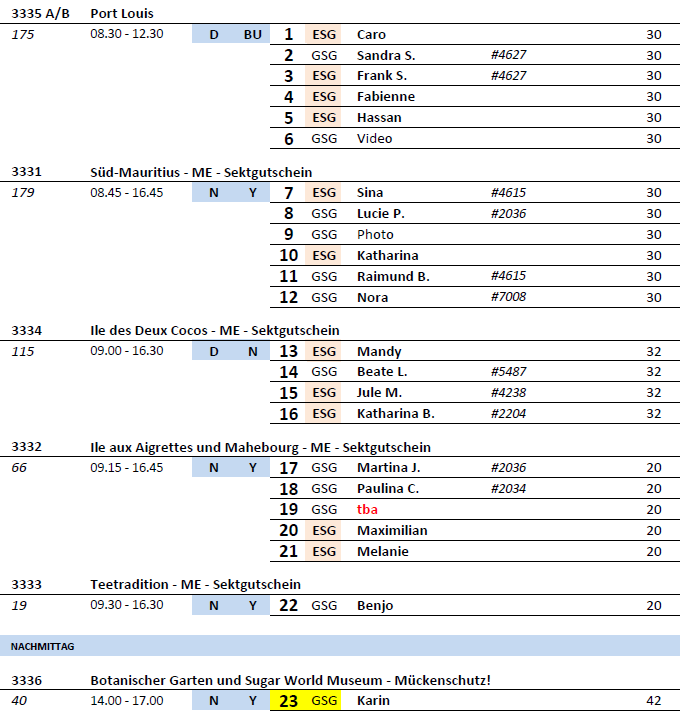 3335 A/B Port Louis
175 08.30 - 12.30 D BU 1 ESG Caro 30
2 GSG Sandra S. #4627 30
3 ESG Frank S. #4627 30
4 ESG Fabienne 30
5 ESG Hassan 30
6 GSG Video 30
3331 Süd-Mauritius - ME - Sektgutschein
179 08.45 - 16.45 N Y 7 ESG Sina #4615 30
8 GSG Lucie P. #2036 30
9 GSG Photo 30
10 ESG Katharina 30
11 GSG Raimund B. #4615 30
12 GSG Nora #7008 30
3334 Ile des Deux Cocos - ME - Sektgutschein
115 09.00 - 16.30 D N 13 ESG Mandy 32
14 GSG Beate L. #5487 32
15 ESG Jule M. #4238 32
16 ESG Katharina B. #2204 32
3332 Ile aux Aigrettes und Mahebourg - ME - Sektgutschein
66 09.15 - 16.45 N Y 17 GSG Martina J. #2036 20
18 GSG Paulina C. #2034 20
19 GSG tba 20
20 ESG Maximilian 20
21 ESG Melanie 20
3333 Teetradition - ME - Sektgutschein
19 09.30 - 16.30 N Y 22 GSG Benjo 20
NACHMITTAG
3336 Botanischer Garten und Sugar World Museum - Mückenschutz!
40 14.00 - 17.00 N Y 23 GSG Karin 42